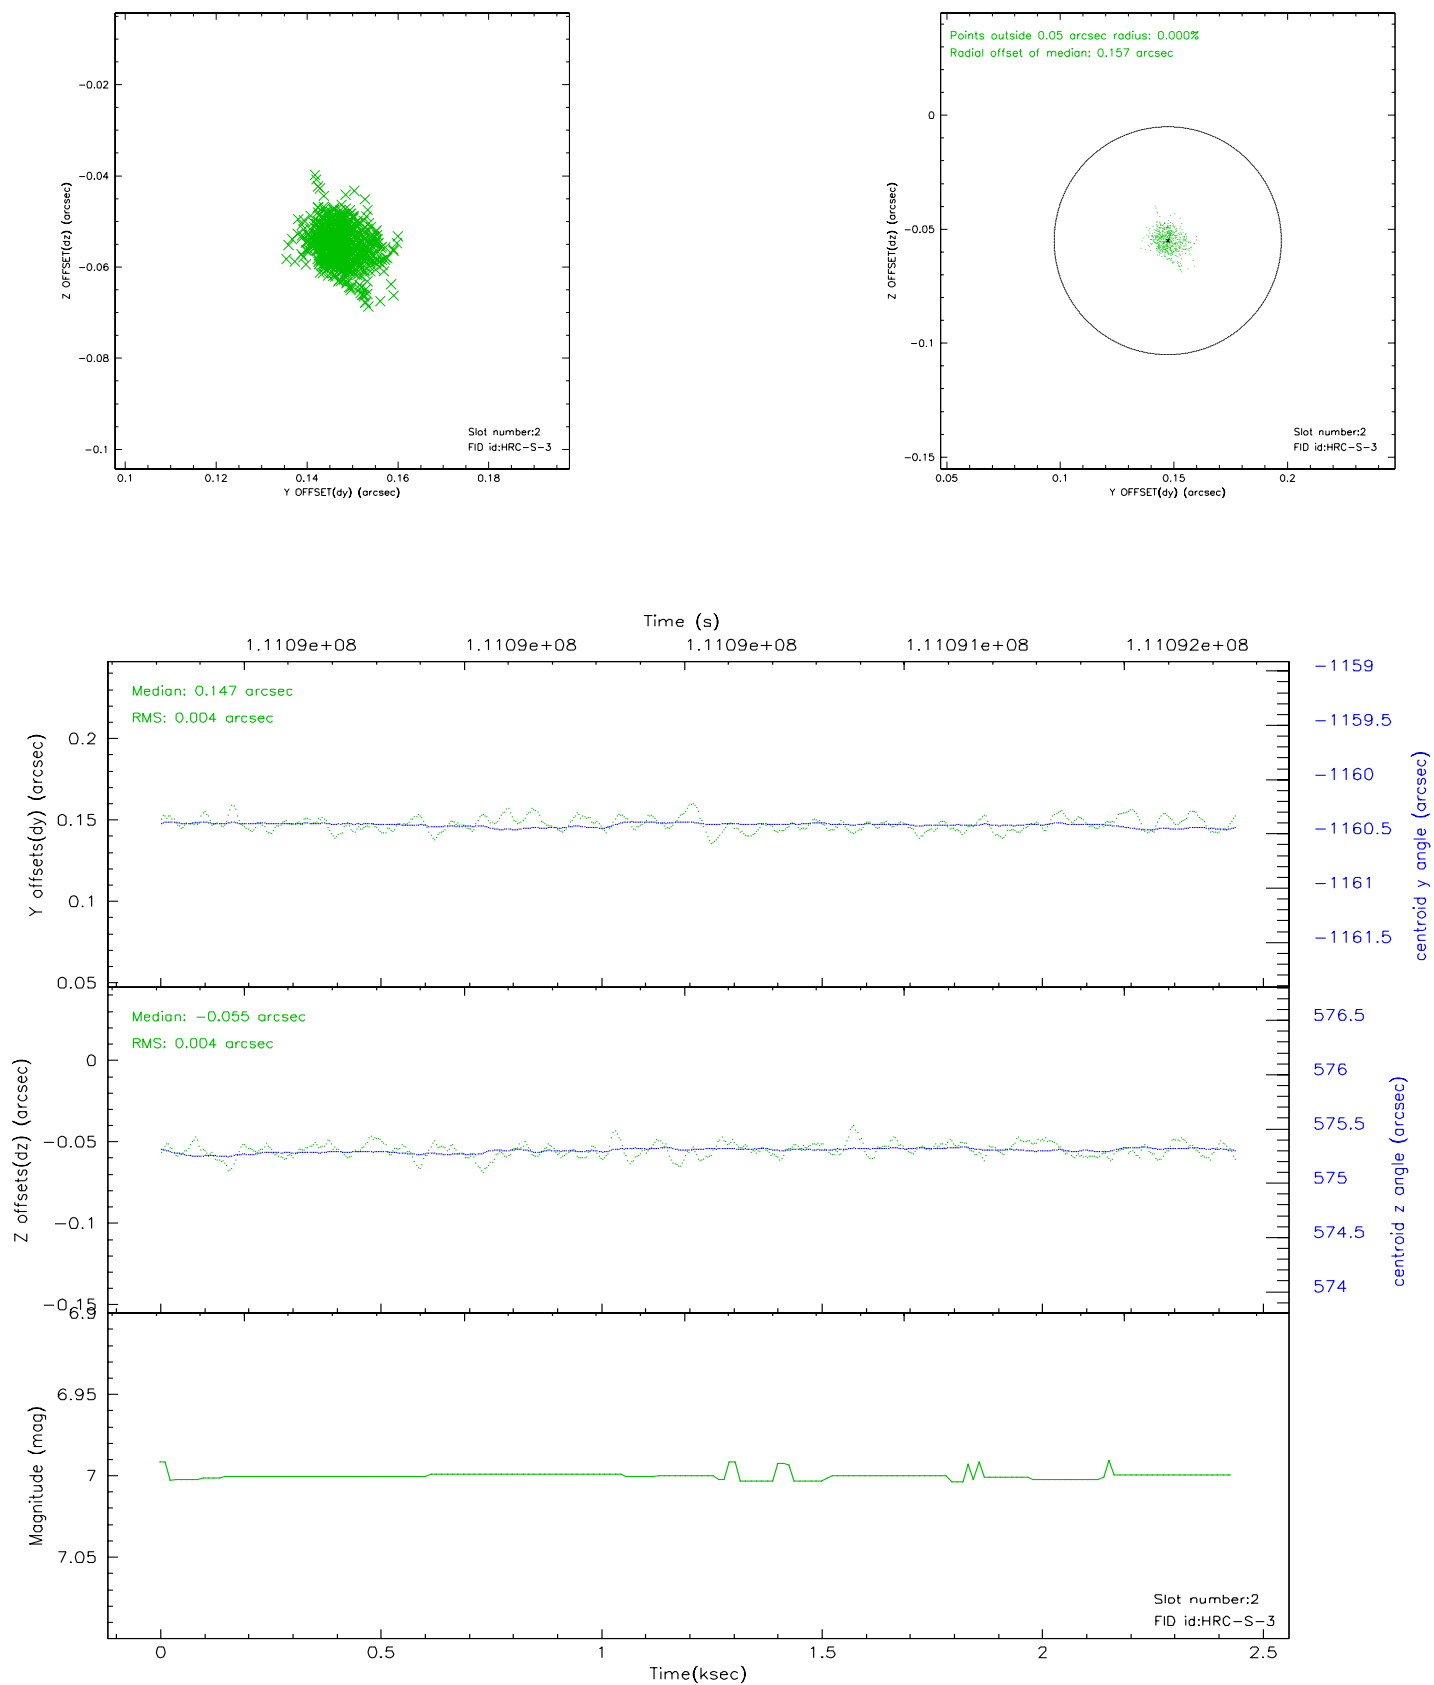 -0.02
-0.04
-0.06
-0.08
-0.1
Z OFFSET(dz) (arcsec)
0.1 0.12 0.14 0.16 0.18
Y OFFSET(dy) (arcsec)
Slot number:2
FID id:HRC-S-3
Points outside 0.05 arcsec radius: 0.000%
Radial offset of median: 0.157 arcsec
0
-0.05
-0.1
-0.15
Z OFFSET(dz) (arcsec)
0.05 0.1 0.15 0.2
Y OFFSET(dy) (arcsec)
Slot number:2
FID id:HRC-S-3
Time (s)
1.1109e+08 1.1109e+08 1.1109e+08 1.11091e+08 1.11092e+08
Median: 0.147 arcsec
RMS: 0.004 arcsec
0.2
0.15
0.1
0.05
Y offsets(dy) (arcsec)
-1159
-1159.5
-1160
-1160.5
-1161
-1161.5
centroid y angle (arcsec)
Median: -0.055 arcsec
RMS: 0.004 arcsec
0
-0.05
-0.1
-0.15
Z offsets(dz) (arcsec)
576.5
576
575.5
575
574.5
574
centroid z angle (arcsec)
6.9
6.95
7
7.05
Magnitude (mag)
Slot number:2
FID id:HRC-S-3
0 0.5 1 1.5 2 2.5
Time(ksec)